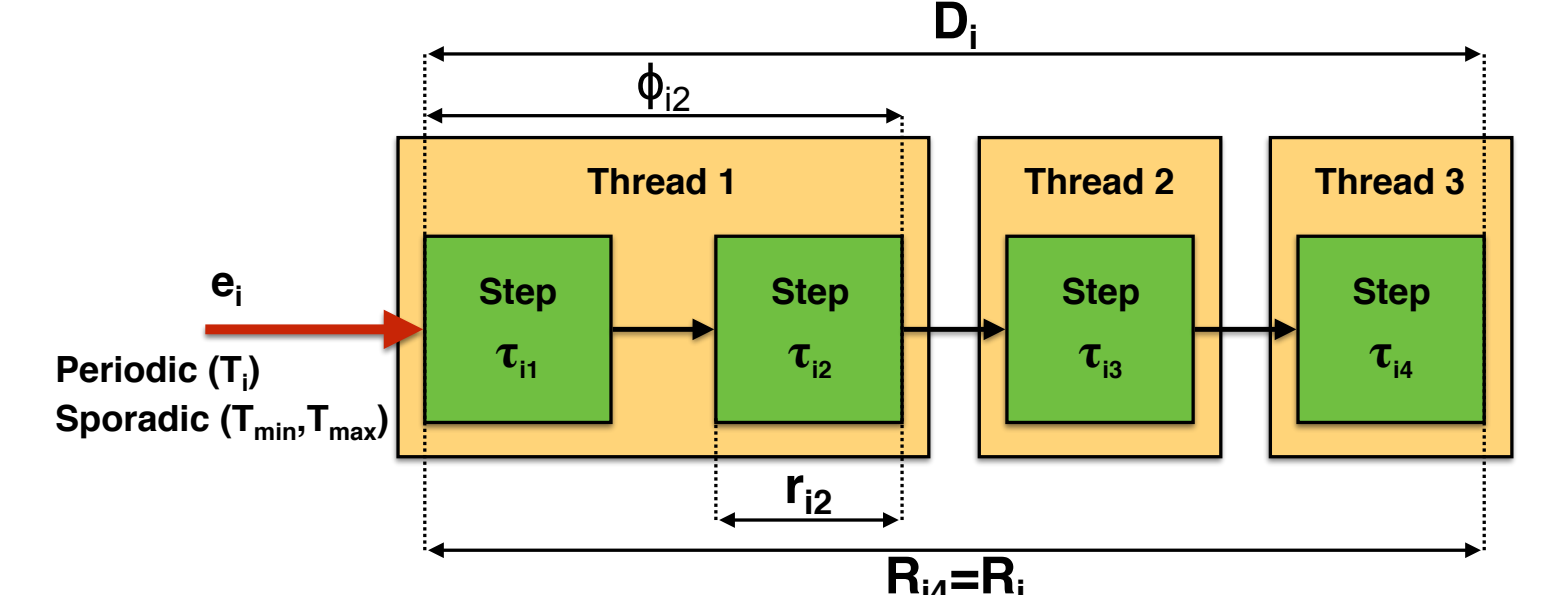 Dᵢ
ϕᵢ₂
Thread 1
Thread 2
Thread 3
eᵢ
Step
τᵢ₁
Step
τᵢ₂
Step
τᵢ₃
Step
τᵢ₄
Periodic (Tᵢ)
Sporadic (Tmin,Tmax)
rᵢ₂
Rᵢ₄=Rᵢ